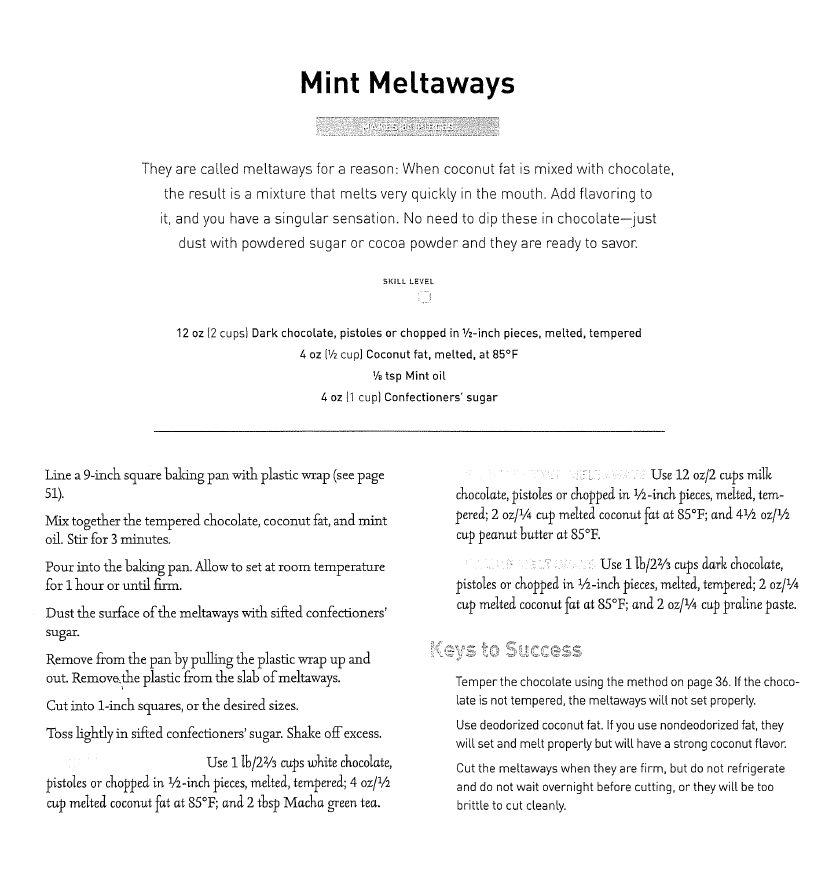 Mint Meltaways
MAKES 80 PIECES
They are called meltaways for a reason: When coconut fat is mixed with chocolate,
the result is a mixture that melts very quickly in the mouth. Add flavoring to
it, and you have a singular sensation. No need to dip these in chocolate—just
dust with powdered sugar or cocoa powder and they are ready to savor.
SKILL LEVEL
12 oz (2 cups) Dark chocolate, pistoles or chopped in ½-inch pieces, melted, tempered
4 oz (½ cup) Coconut fat, melted, at 85°F
⅛ tsp Mint oil
4 oz (1 cup) Confectioners' sugar
Line a 9-inch square baking pan with plastic wrap (see page
51).
Mix together the tempered chocolate, coconut fat, and mint
oil. Stir for 3 minutes.
Pour into the baking pan. Allow to set at room temperature
for 1 hour or until firm.
Dust the surface of the meltaways with sifted confectioners'
sugar.
Remove from the pan by pulling the plastic wrap up and
out. Remove the plastic from the slab of meltaways.
Cut into 1-inch squares, or the desired sizes.
Toss lightly in sifted confectioners' sugar. Shake off excess.
Use 1 lb/2⅔ cups white chocolate,
pistoles or chopped in ½-inch pieces, melted, tempered; 4 oz/½
cup melted coconut fat at 85°F; and 2 tbsp Macha green tea.
MELTAWAYS Use 12 oz/2 cups milk
chocolate, pistoles or chopped in ½-inch pieces, melted, tem-
pered; 2 oz/¼ cup melted coconut fat at 85°F; and 4½ oz/½
cup peanut butter at 85°F.
MELTAWAYS Use 1 lb/2⅔ cups dark chocolate,
pistoles or chopped in ½-inch pieces, melted, tempered; 2 oz/¼
cup melted coconut fat at 85°F; and 2 oz/¼ cup praline paste.
Keys to Success
Temper the chocolate using the method on page 36. If the choco-
late is not tempered, the meltaways will not set properly.
Use deodorized coconut fat. If you use nondeodorized fat, they
will set and melt properly but will have a strong coconut flavor.
Cut the meltaways when they are firm, but do not refrigerate
and do not wait overnight before cutting, or they will be too
brittle to cut cleanly.